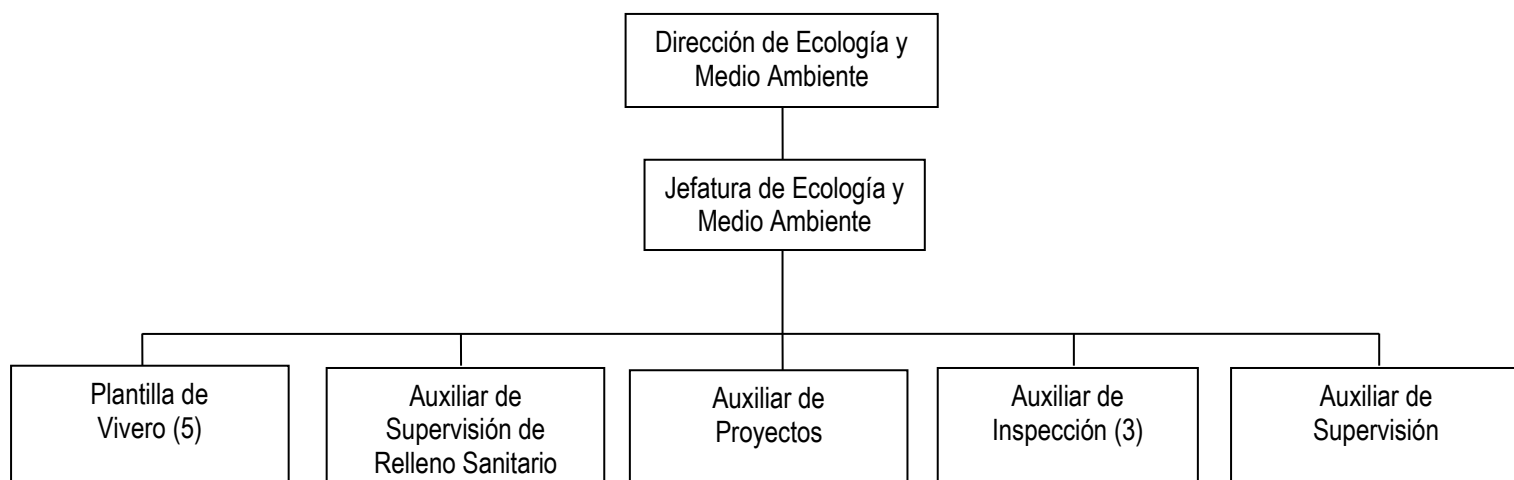 Dirección de Ecología y
Medio Ambiente
Jefatura de Ecología y
Medio Ambiente
Plantilla de
Vivero (5)
Auxiliar de
Supervisión de
Relleno Sanitario
Auxiliar de
Proyectos
Auxiliar de
Inspección (3)
Auxiliar de
Supervisión